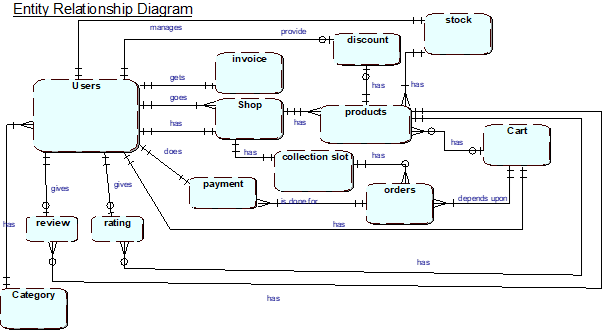 Entity Relationship Diagram
stock
manages
provide
discount
invoice
Users
gets
has
has
goes
Shop
products
has
has
Cart
has
does
collection slot
has
payment
orders
gives
gives
is done for
depends upon
has
review
rating
has
has
Category
has